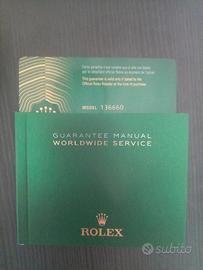 This guarantee is valid only if dated by the
Official Rolex Retailer at the time of purchase
MODEL 136660
GUARANTEE MANUAL
WORLDWIDE SERVICE
ROLEX
subito